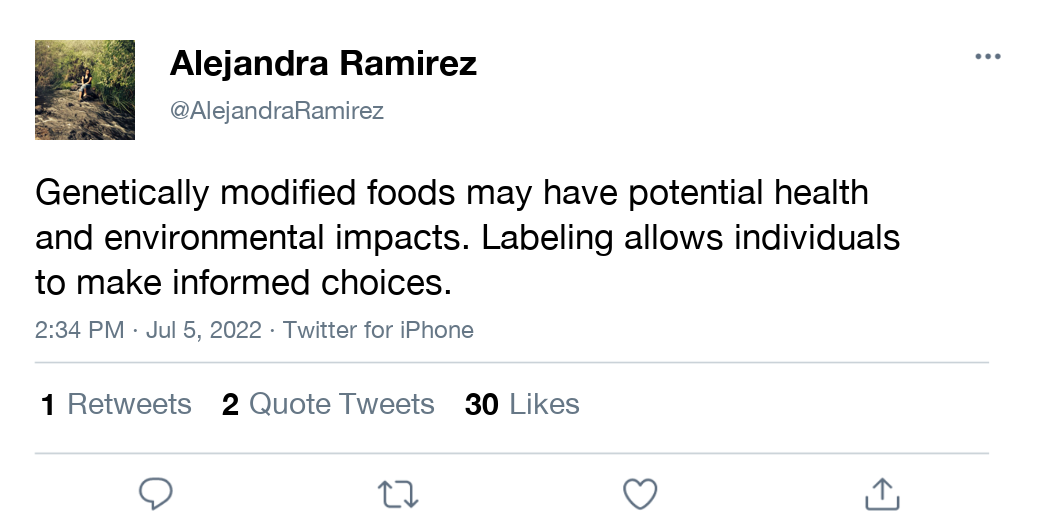 Alejandra Ramirez
@AlejandraRamirez
Genetically modified foods may have potential health
and environmental impacts. Labeling allows individuals
to make informed choices.
2:34 PM · Jul 5, 2022 · Twitter for iPhone
1 Retweets 2 Quote Tweets 30 Likes